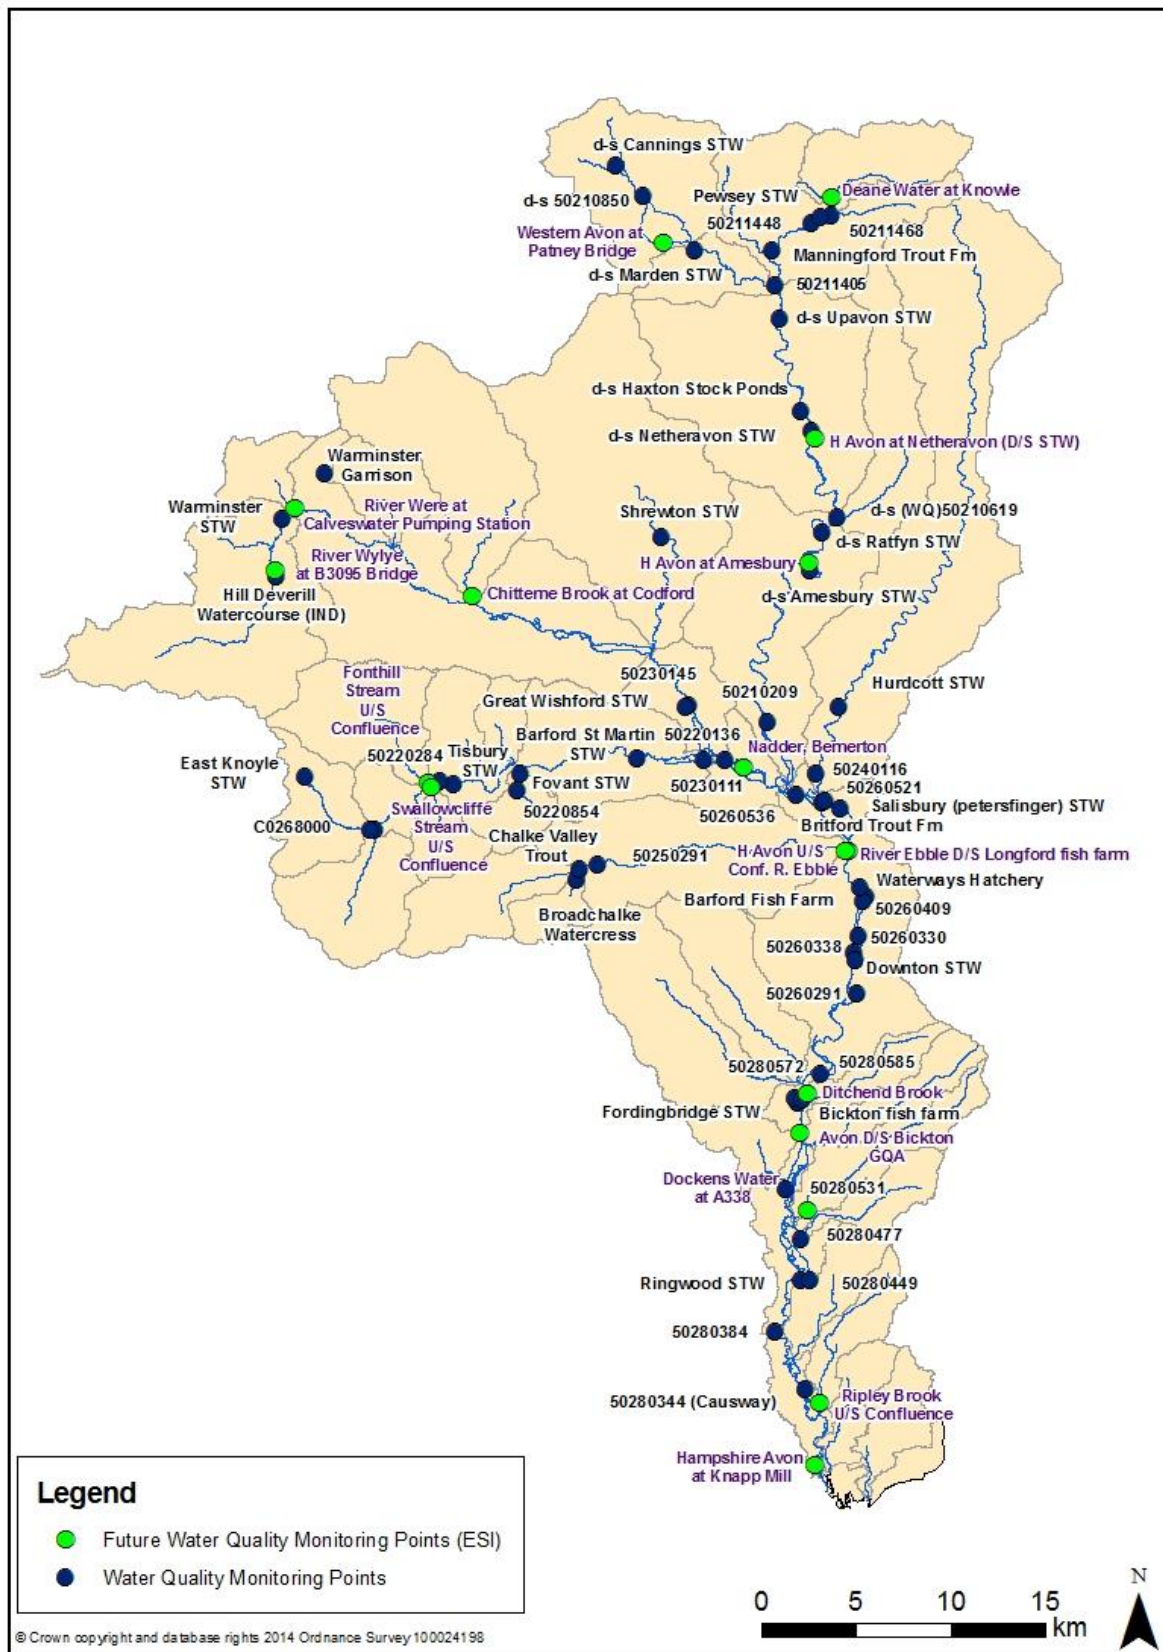 d-s Cannings STW
Pewsey STW
Deane Water at Knowle
d-s 50210850
50211448
50211468
Western Avon at
Patney Bridge
Manningford Trout Fm
d-s Marden STW
50211405
d-s Upavon STW
d-s Haxton Stock Ponds
d-s Netheravon STW
H Avon at Netheravon (D/S STW)
Warminster
Garrison
Warminster
STW
River Were at
Calveswater Pumping Station
Shrewton STW
d-s (WQ)50210619
d-s Ratfyn STW
River Wylye
at B3095 Bridge
H Avon at Amesbury
Hill Deverill
Watercourse (IND)
Chitterne Brook at Codford
d-s Amesbury STW
Fonthill
Stream
U/S
Confluence
50230145
50210209
Hurdcott STW
Great Wishford STW
Barford St Martin
STW
50220136
Nadder, Bemerton
East Knoyle
STW
50220284
Tisbury
STW
Fovant STW
50230111
50240116
50260521
Salisbury (petersfinger) STW
Swallowcliffe
Stream
U/S
Confluence
50220854
50260536
Britford Trout Fm
C0268000
Chalke Valley
Trout
50250291
H Avon U/S
Conf. R. Ebble
River Ebble D/S Longford fish farm
Waterways Hatchery
Barford Fish Farm
50260409
Broadchalke
Watercress
50260330
50260338
Downton STW
50260291
50280572
50280585
Ditchend Brook
Fordingbridge STW
Bickton fish farm
Avon D/S Bickton
GQA
Dockens Water
at A338
50280531
50280477
Ringwood STW
50280449
50280384
50280344 (Causway)
Ripley Brook
U/S Confluence
Hampshire Avon
at Knapp Mill
Legend
Future Water Quality Monitoring Points (ESI)
Water Quality Monitoring Points
N
0 5 10 15
km
© Crown copyright and database rights 2014 Ordnance Survey 100024198